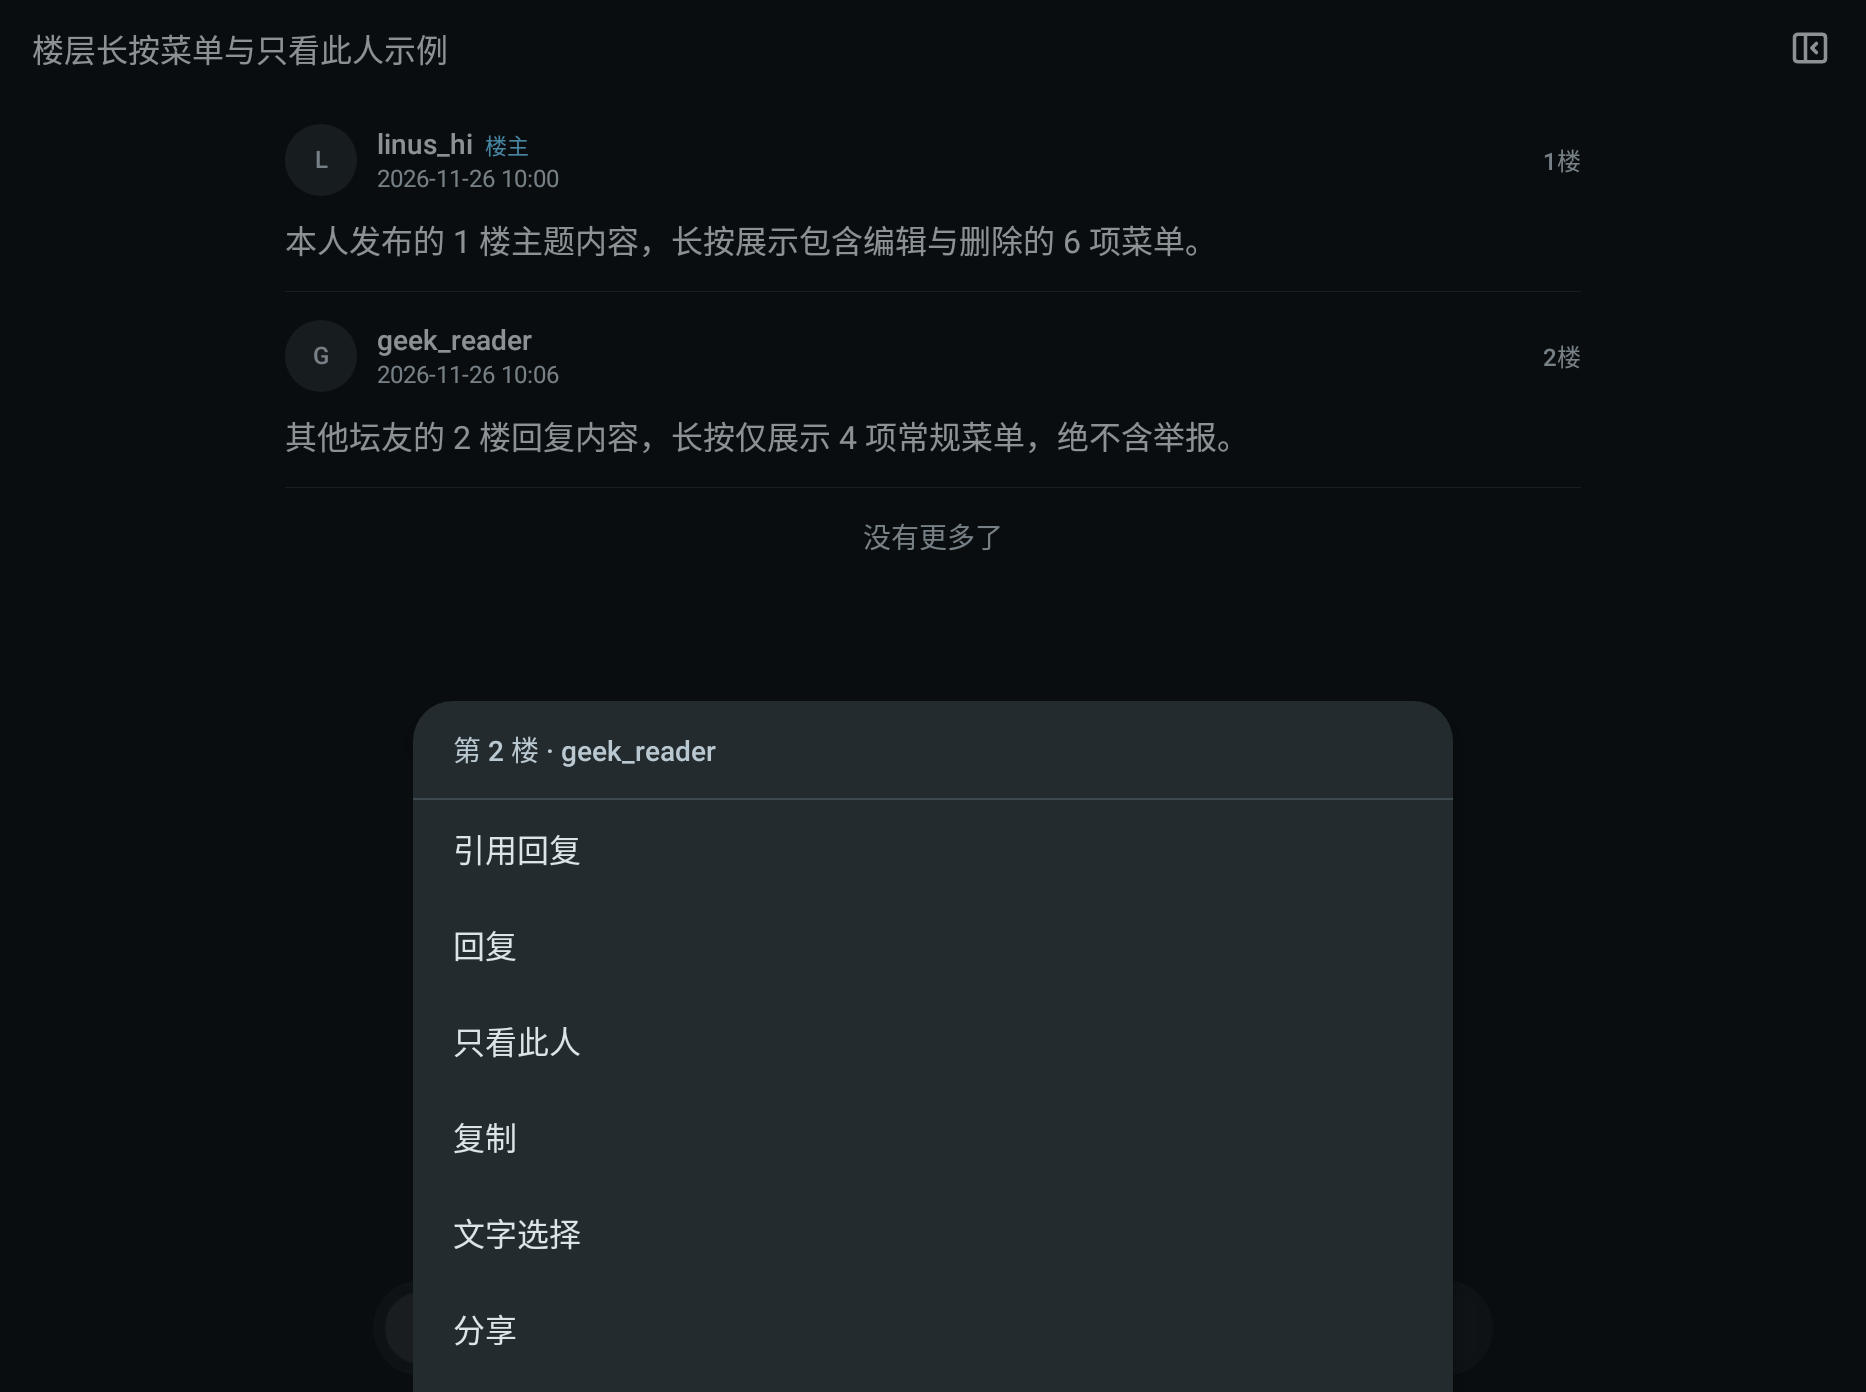 楼层长按菜单与只看此人示例
L
linus_hi 楼主
1楼
2026-11-26 10:00
本人发布的 1 楼主题内容，长按展示包含编辑与删除的 6 项菜单。
G
geek_reader
2楼
2026-11-26 10:06
其他坛友的 2 楼回复内容，长按仅展示 4 项常规菜单，绝不含举报。
没有更多了
第 2 楼 · geek_reader
引用回复
回复
只看此人
复制
文字选择
分享